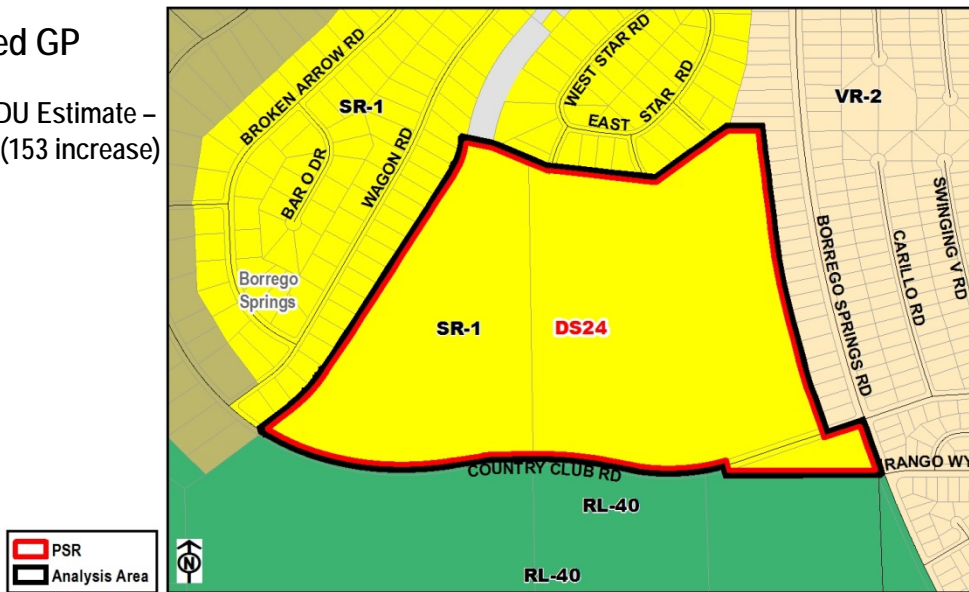 ed GP
DU Estimate –
(153 increase)
BROKEN ARROW RD
SR-1
BAR O DR
WAGON RD
WEST STAR RD
EAST STAR RD
VR-2
SWINGING V RD
CARILLO RD
BORREGO SPRINGS RD
Borrego
Springs
SR-1
DS24
COUNTRY CLUB RD
RANGO WY
RL-40
RL-40
PSR
Analysis Area
N